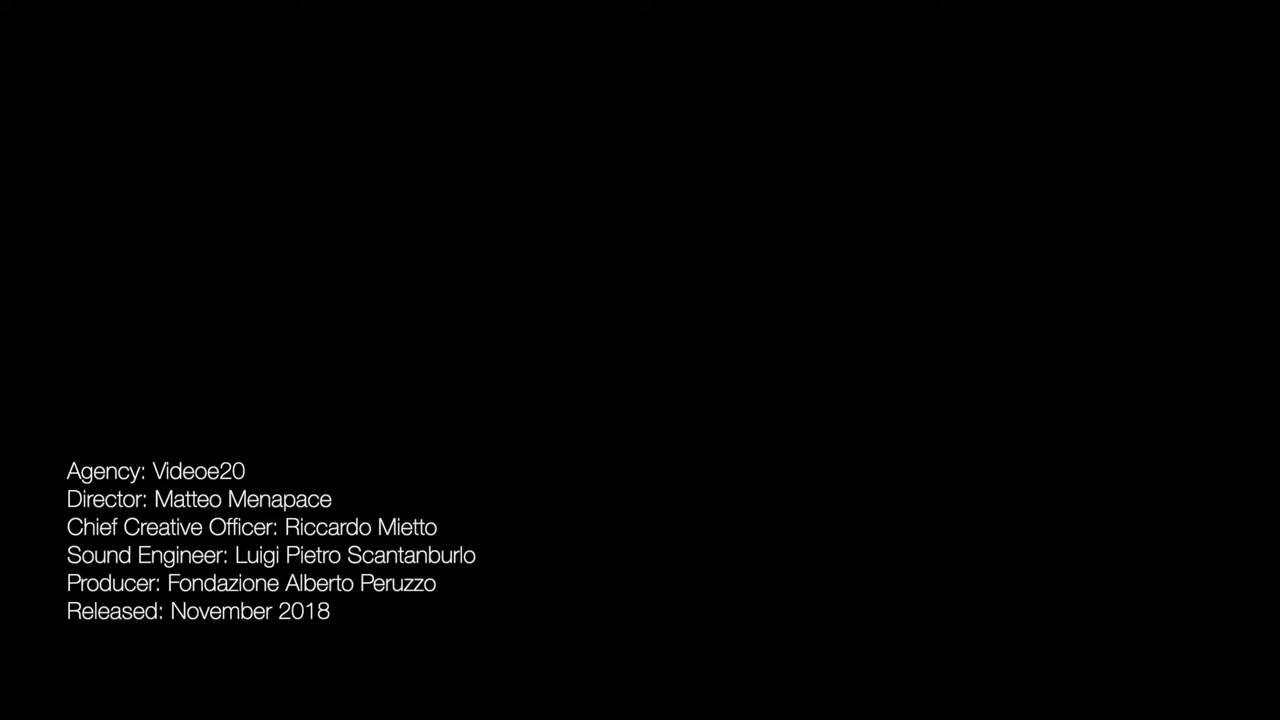 Agency: Videoe20
Director: Matteo Menapace
Chief Creative Officer: Riccardo Mietto
Sound Engineer: Luigi Pietro Scantanburlo
Producer: Fondazione Alberto Peruzzo
Released: November 2018